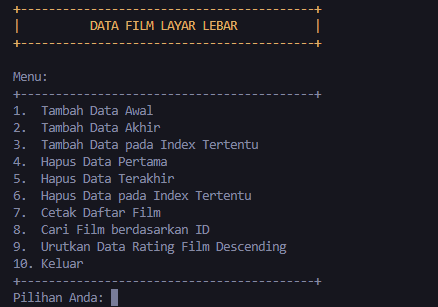 +------------------------------------------+
|          DATA FILM LAYAR LEBAR           |
+------------------------------------------+
Menu:
+------------------------------------------+
1.  Tambah Data Awal
2.  Tambah Data Akhir
3.  Tambah Data pada Index Tertentu
4.  Hapus Data Pertama
5.  Hapus Data Terakhir
6.  Hapus Data pada Index Tertentu
7.  Cetak Daftar Film
8.  Cari Film berdasarkan ID
9.  Urutkan Data Rating Film Descending
10. Keluar
+------------------------------------------+
Pilihan Anda: